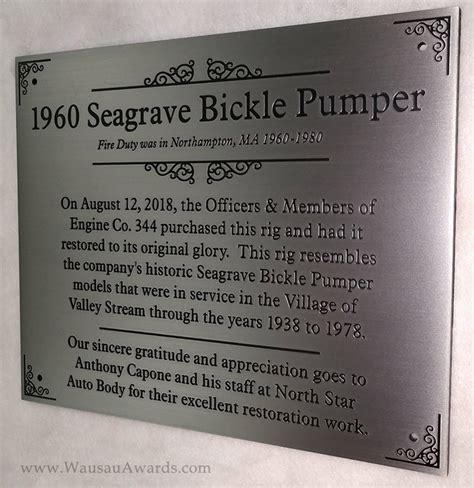 1960 Seagrave Bickle Pumper
Fire Duty was in Northampton, MA 1960-1980
On August 12, 2018, the Officers & Members of
Engine Co. 344 purchased this rig and had it
restored to its original glory.  This rig resembles
the company's historic Seagrave Bickle Pumper
models that were in service in the Village of
Valley Stream through the years 1938 to 1978.
Our sincere gratitude and appreciation goes to
Anthony Capone and his staff at North Star
Auto Body for their excellent restoration work.
www.WausauAwards.com